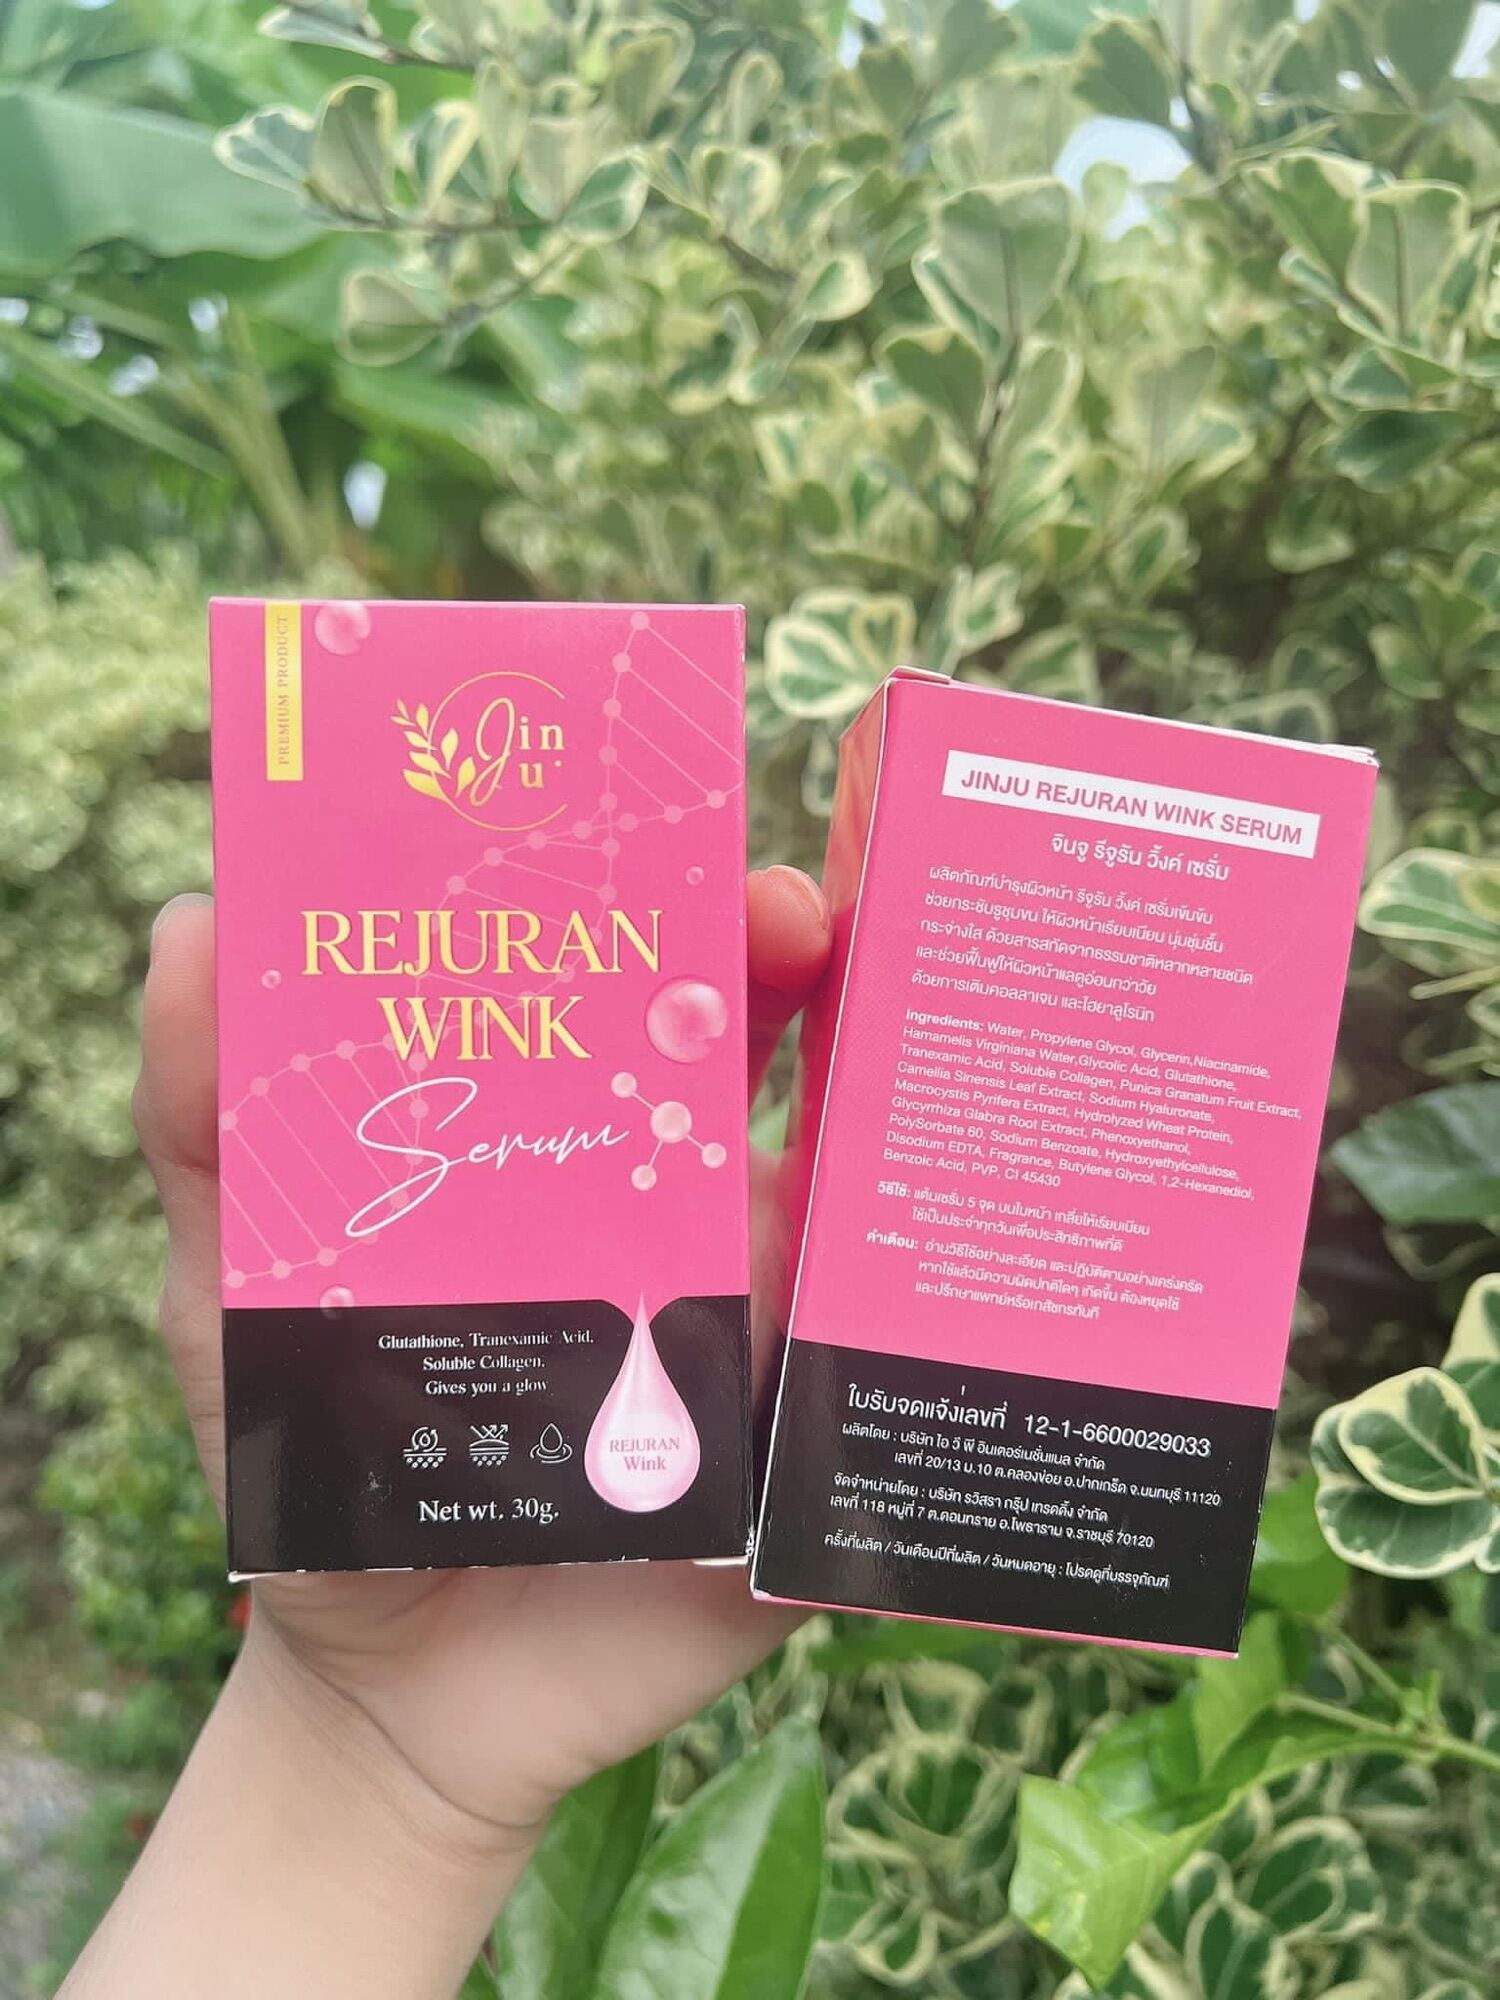 PREMIUM PRODUCT
Jin
Ju
REJURAN
WINK
Serum
Glutathione, Tranexamic Acid,
Soluble Collagen.
Gives you a glow
REJURAN
Wink
Net wt. 30g.
JINJU REJURAN WINK SERUM
จินจู รีจูรัน วิ้งค์ เซรั่ม
ผลิตภัณฑ์บำรุงผิวหน้า รีจูรัน วิ้งค์ เซรั่มเข้มข้น
ช่วยกระชับรูขุมขน ให้ผิวหน้าเรียบเนียน นุ่มชุ่มชื้น
กระจ่างใส ด้วยสารสกัดจากธรรมชาติหลากหลายชนิด
และช่วยฟื้นฟูให้ผิวหน้าแลดูอ่อนกว่าวัย
ด้วยการเติมคอลลาเจน และไฮยาลูโรนิก
Ingredients: Water, Propylene Glycol, Glycerin,Niacinamide,
Hamamelis Virginiana Water,Glycolic Acid, Glutathione,
Tranexamic Acid, Soluble Collagen, Punica Granatum Fruit Extract,
Camellia Sinensis Leaf Extract, Sodium Hyaluronate,
Macrocystis Pyrifera Extract, Hydrolyzed Wheat Protein,
Glycyrrhiza Glabra Root Extract, Phenoxyethanol,
PolySorbate 60, Sodium Benzoate, Hydroxyethylcellulose,
Disodium EDTA, Fragrance, Butylene Glycol, 1,2-Hexanediol,
Benzoic Acid, PVP, CI 45430
วิธีใช้: แต้มเซรั่ม 5 จุด บนใบหน้า เกลี่ยให้เรียบเนียน
ใช้เป็นประจำทุกวันเพื่อประสิทธิภาพที่ดี
คำเตือน: อ่านวิธีใช้อย่างละเอียด และปฏิบัติตามอย่างเคร่งครัด
หากใช้แล้วมีความผิดปกติใดๆ เกิดขึ้น ต้องหยุดใช้
และปรึกษาแพทย์หรือเภสัชกรทันที
ใบรับจดแจ้งเลขที่ 12-1-6600029033
ผลิตโดย : บริษัท ไอ วี พี อินเตอร์เนชั่นแนล จำกัด
เลขที่ 20/13 ม.10 ต.คลองข่อย อ.ปากเกร็ด จ.นนทบุรี 11120
จัดจำหน่ายโดย : บริษัท รวิสรา กรุ๊ป เทรดดิ้ง จำกัด
เลขที่ 118 หมู่ที่ 7 ต.ดอนทราย อ.โพธาราม จ.ราชบุรี 70120
ครั้งที่ผลิต / วันเดือนปีที่ผลิต / วันหมดอายุ : โปรดดูที่บรรจุภัณฑ์